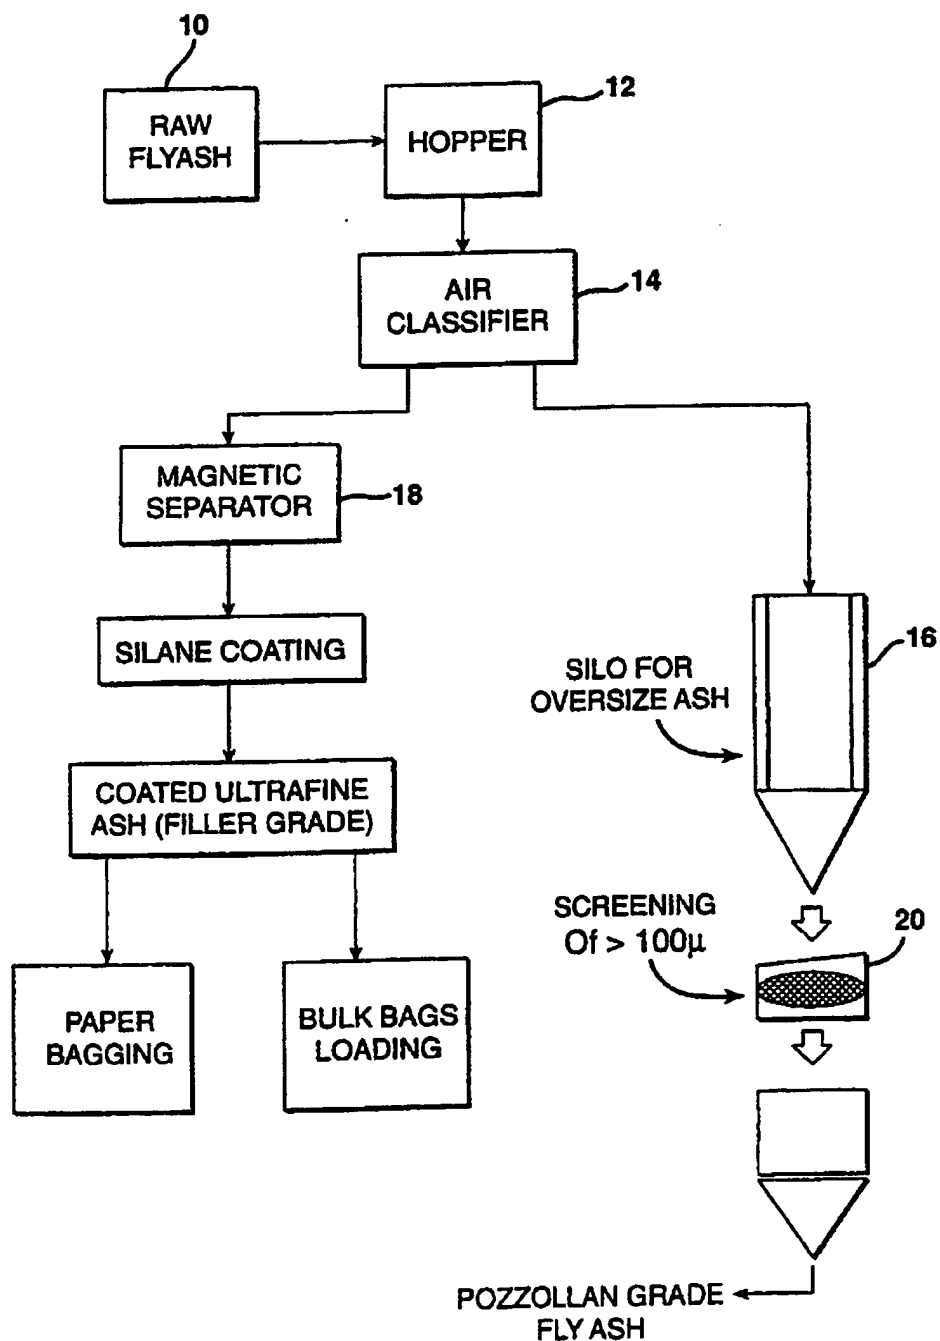 10
RAW
FLYASH
12
HOPPER
AIR
CLASSIFIER
14
MAGNETIC
SEPARATOR
18
SILANE COATING
COATED ULTRAFINE
ASH (FILLER GRADE)
PAPER
BAGGING
BULK BAGS
LOADING
16
SILO FOR
OVERSIZE ASH
SCREENING
Of > 100µ
20
POZZOLLAN GRADE
FLY ASH